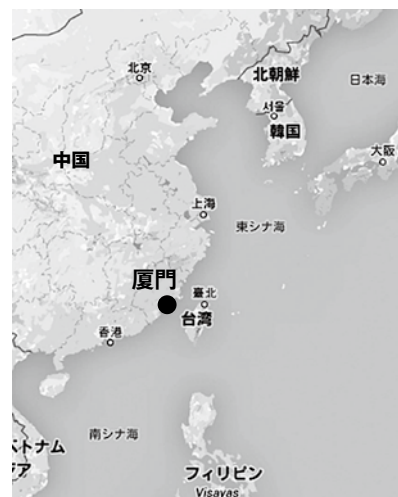 北京
北朝鮮
日本海
서울
韓国
大阪
中国
上海
東シナ海
厦門
臺北
台湾
香港
南シナ海
ベトナム
フィリピン
Visayas